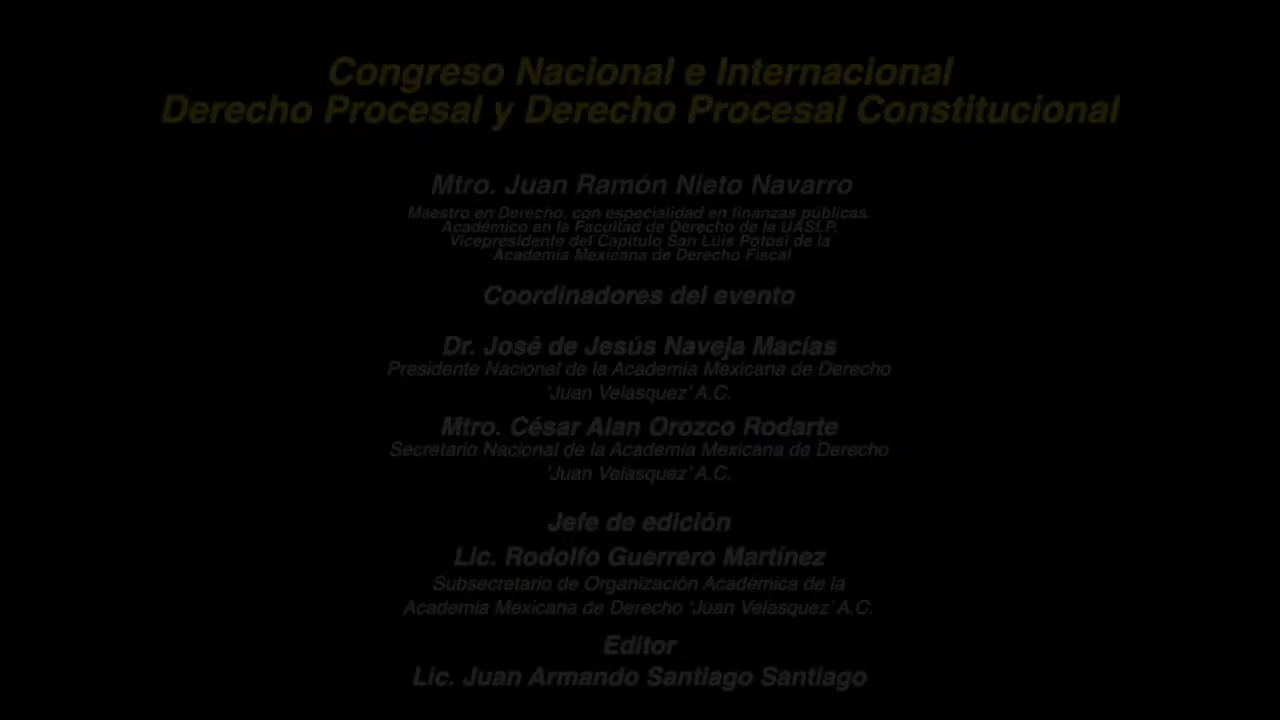 Congreso Nacional e Internacional
Derecho Procesal y Derecho Procesal Constitucional
Mtro. Juan Ramón Nieto Navarro
Maestro en Derecho, con especialidad en finanzas públicas.
Académico en la Facultad de Derecho de la UASLP.
Vicepresidente del Capítulo San Luis Potosí de la
Academia Mexicana de Derecho Fiscal
Coordinadores del evento
Dr. José de Jesús Naveja Macías
Presidente Nacional de la Academia Mexicana de Derecho
'Juan Velasquez' A.C.
Mtro. César Alan Orozco Rodarte
Secretario Nacional de la Academia Mexicana de Derecho
'Juan Velasquez' A.C.
Jefe de edición
Lic. Rodolfo Guerrero Martínez
Subsecretario de Organización Académica de la
Academia Mexicana de Derecho 'Juan Velasquez' A.C.
Editor
Lic. Juan Armando Santiago Santiago